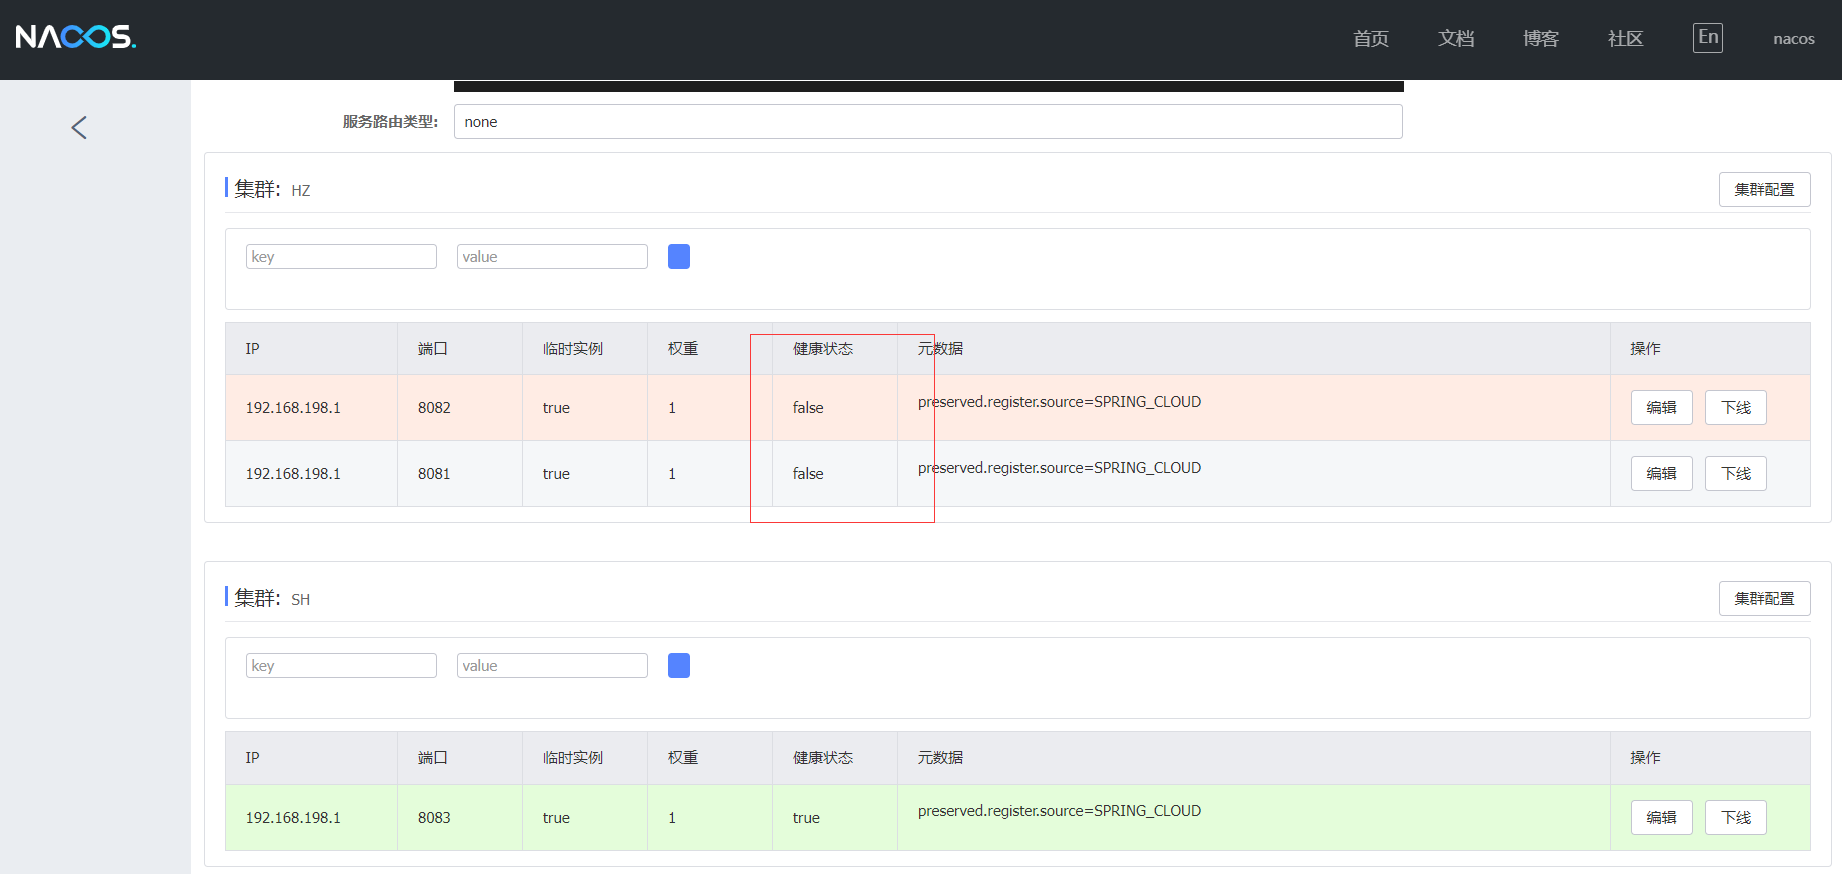 NACOS. 首页 文档 博客 社区 En nacos
服务路由类型: none
集群: HZ 集群配置
key value
IP 端口 临时实例 权重 健康状态 元数据 操作
192.168.198.1 8082 true 1 false preserved.register.source=SPRING_CLOUD 编辑 下线
192.168.198.1 8081 true 1 false preserved.register.source=SPRING_CLOUD 编辑 下线
集群: SH 集群配置
key value
IP 端口 临时实例 权重 健康状态 元数据 操作
192.168.198.1 8083 true 1 true preserved.register.source=SPRING_CLOUD 编辑 下线